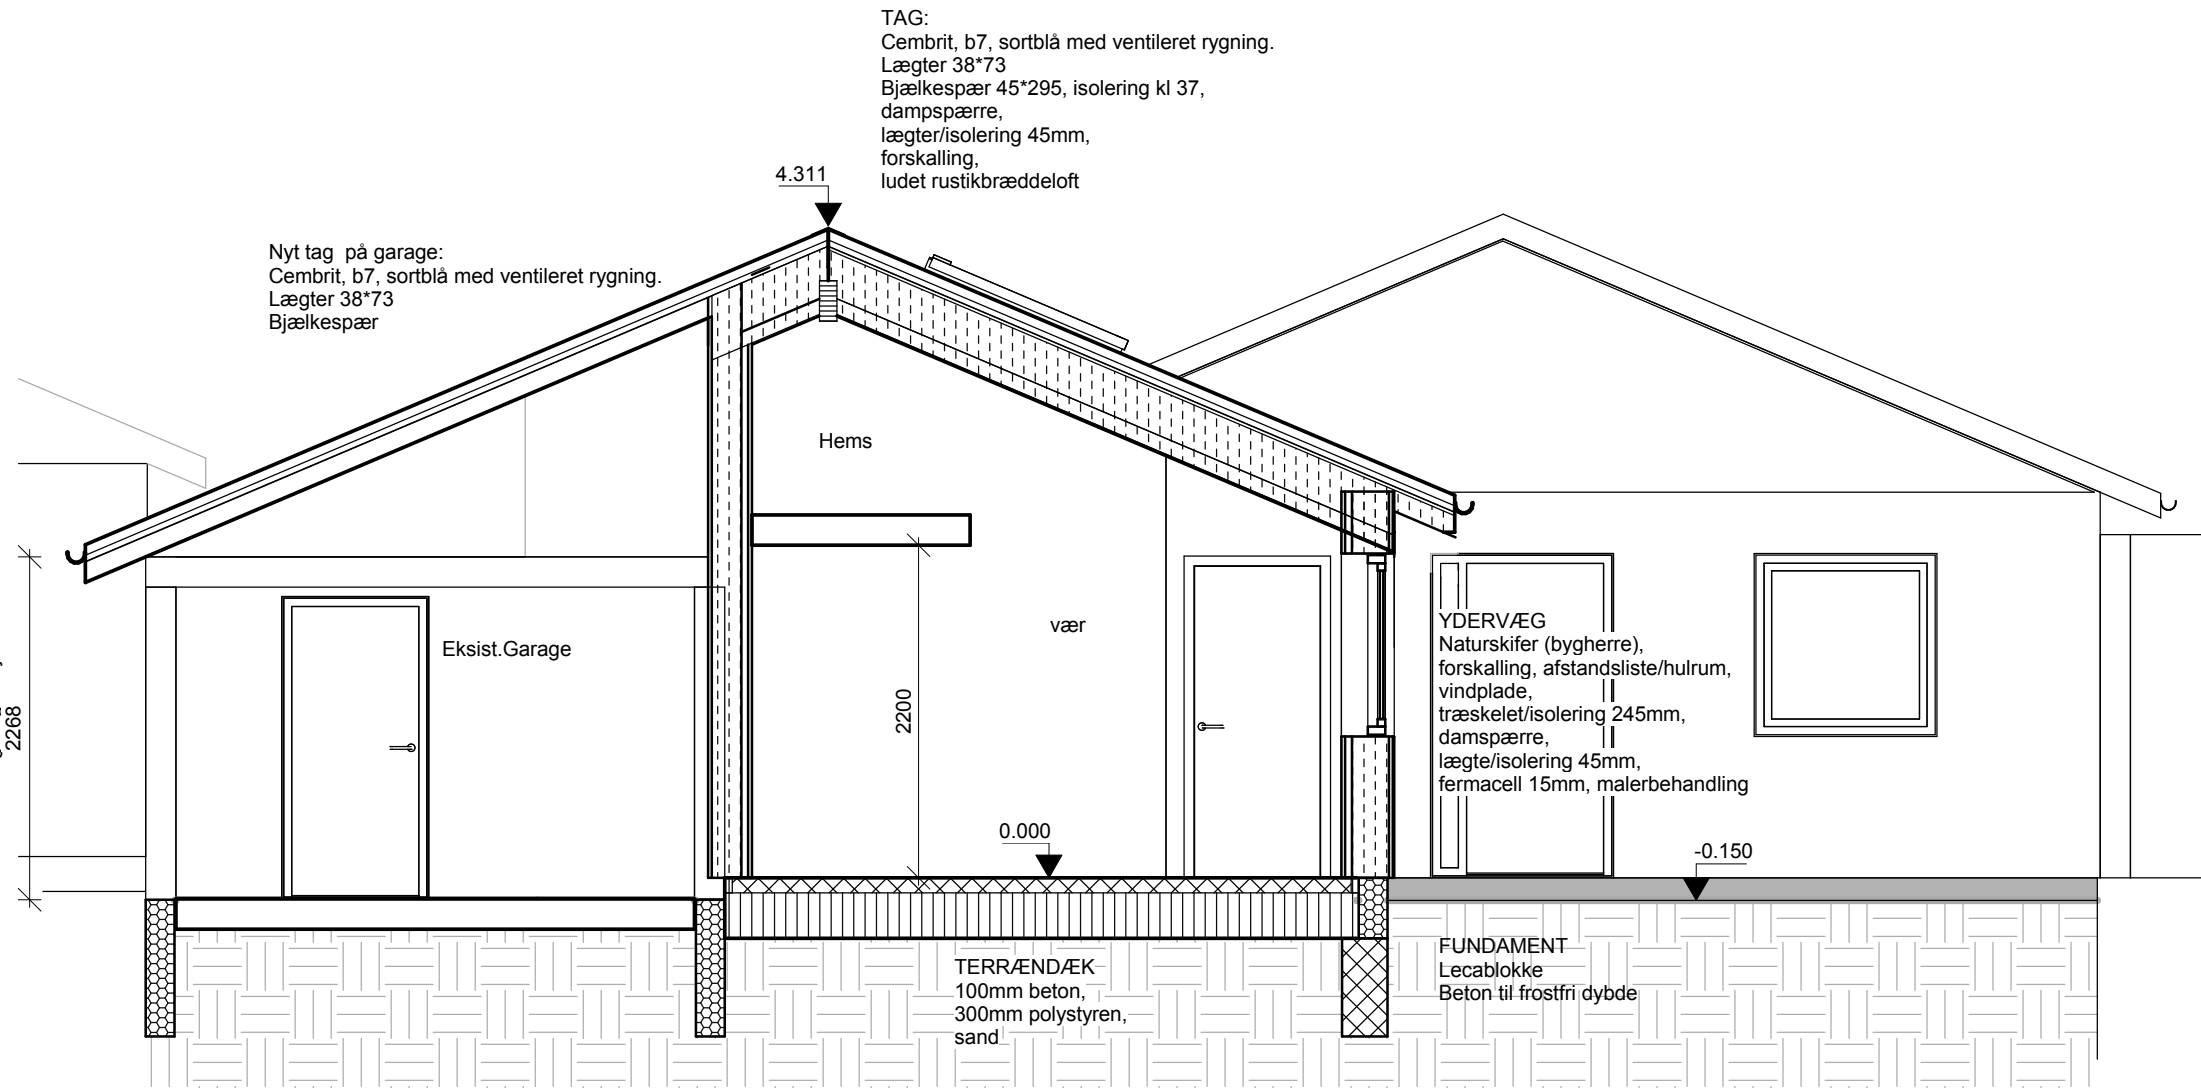 TAG:
Cembrit, b7, sortblå med ventileret rygning.
Lægter 38*73
Bjælkespær 45*295, isolering kl 37,
dampspærre,
lægter/isolering 45mm,
forskalling,
ludet rustikbræddeloft
4.311
Nyt tag på garage:
Cembrit, b7, sortblå med ventileret rygning.
Lægter 38*73
Bjælkespær
Hems
vær
Eksist.Garage
2268
2200
YDERVÆG
Naturskifer (bygherre),
forskalling, afstandsliste/hulrum,
vindplade,
træskelet/isolering 245mm,
damspærre,
lægte/isolering 45mm,
fermacell 15mm, malerbehandling
0.000
-0.150
TERRÆNDÆK
100mm beton,
300mm polystyren,
sand
FUNDAMENT
Lecablokke
Beton til frostfri dybde